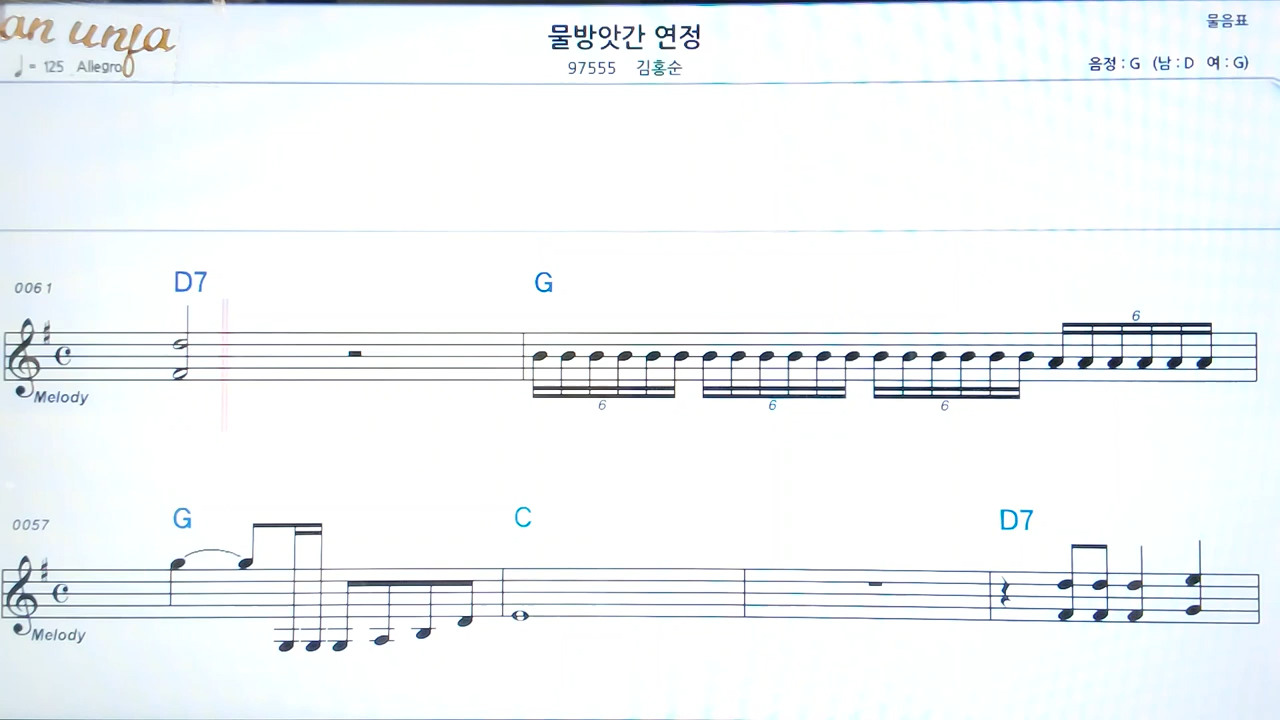 an unfa
물음표
물방앗간 연정
♩ = 125 Allegro
97555 김홍순
음정 : G (남 : D 여 : G)
0061
D7 G
6
Melody
6 6 6
0057
G C D7
Melody